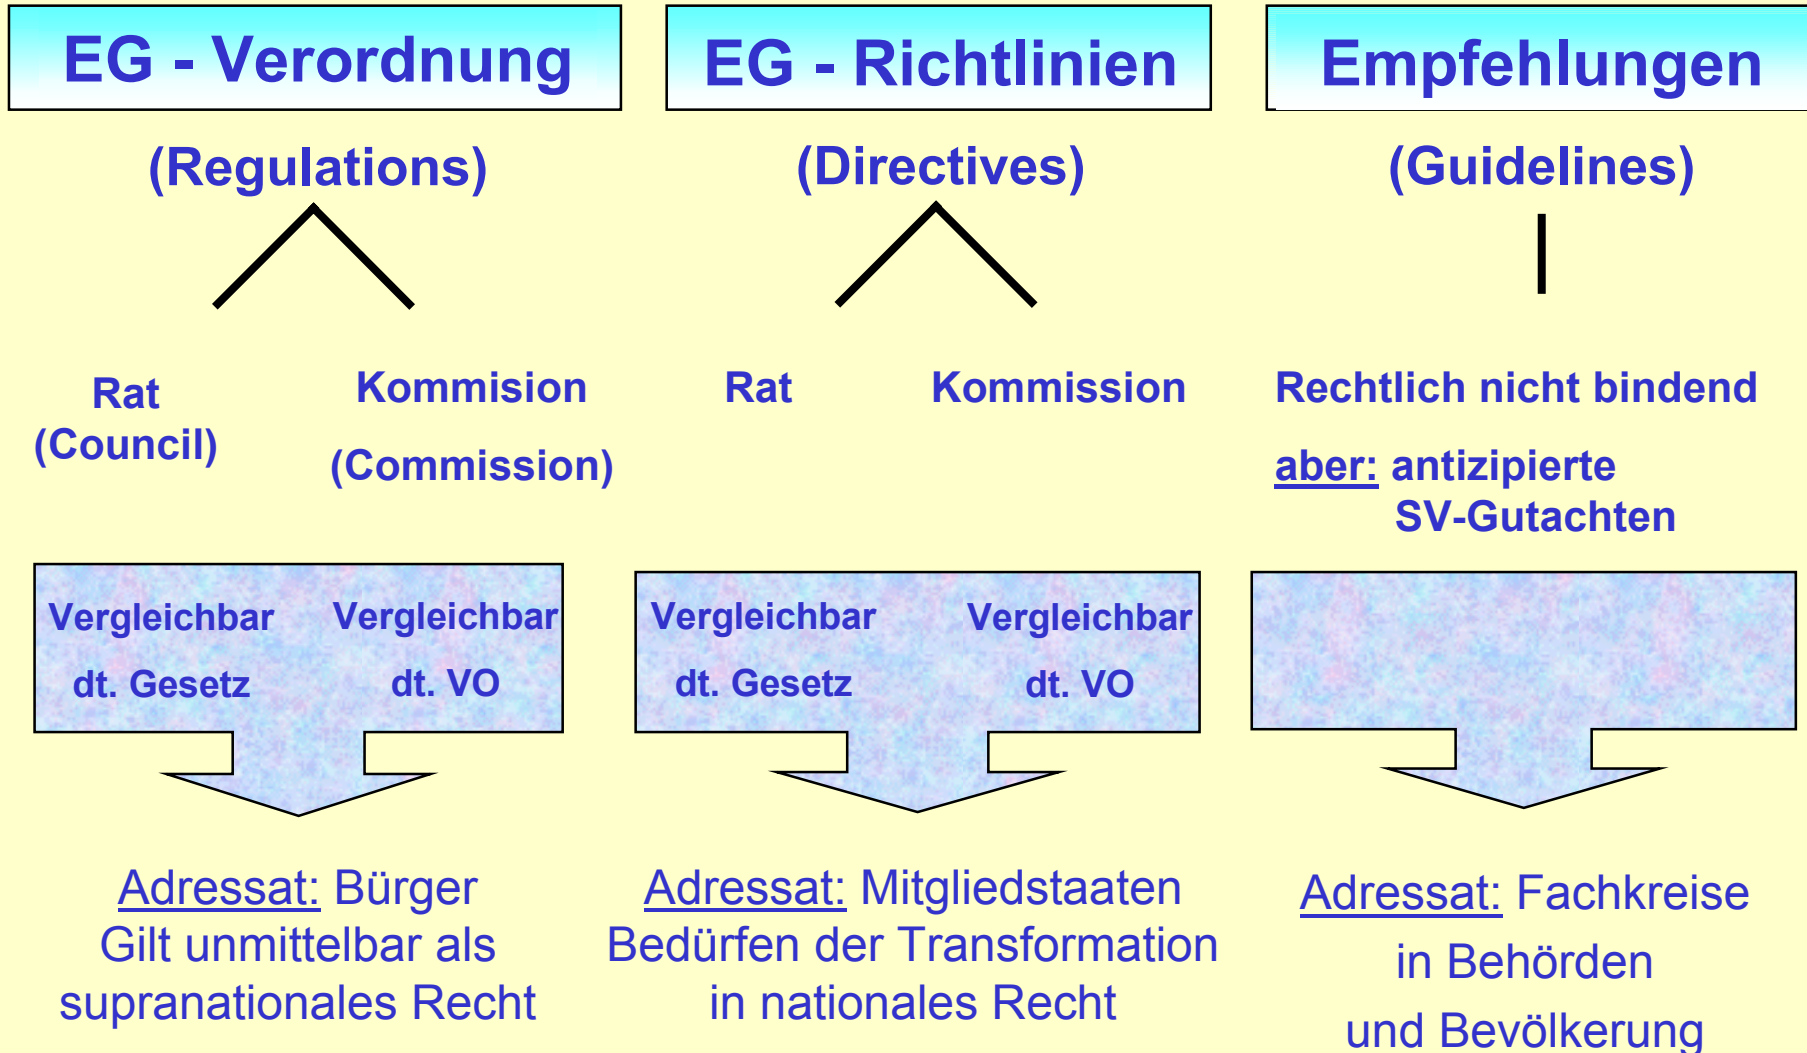 EG - Verordnung
(Regulations)
Rat
(Council)
Kommision
(Commission)
Vergleichbar
dt. Gesetz
Vergleichbar
dt. VO
Adressat: Bürger
Gilt unmittelbar als
supranationales Recht
EG - Richtlinien
(Directives)
Rat
Kommission
Vergleichbar
dt. Gesetz
Vergleichbar
dt. VO
Adressat: Mitgliedstaaten
Bedürfen der Transformation
in nationales Recht
Empfehlungen
(Guidelines)
Rechtlich nicht bindend
aber: antizipierte
SV-Gutachten
Adressat: Fachkreise
in Behörden
und Bevölkerung